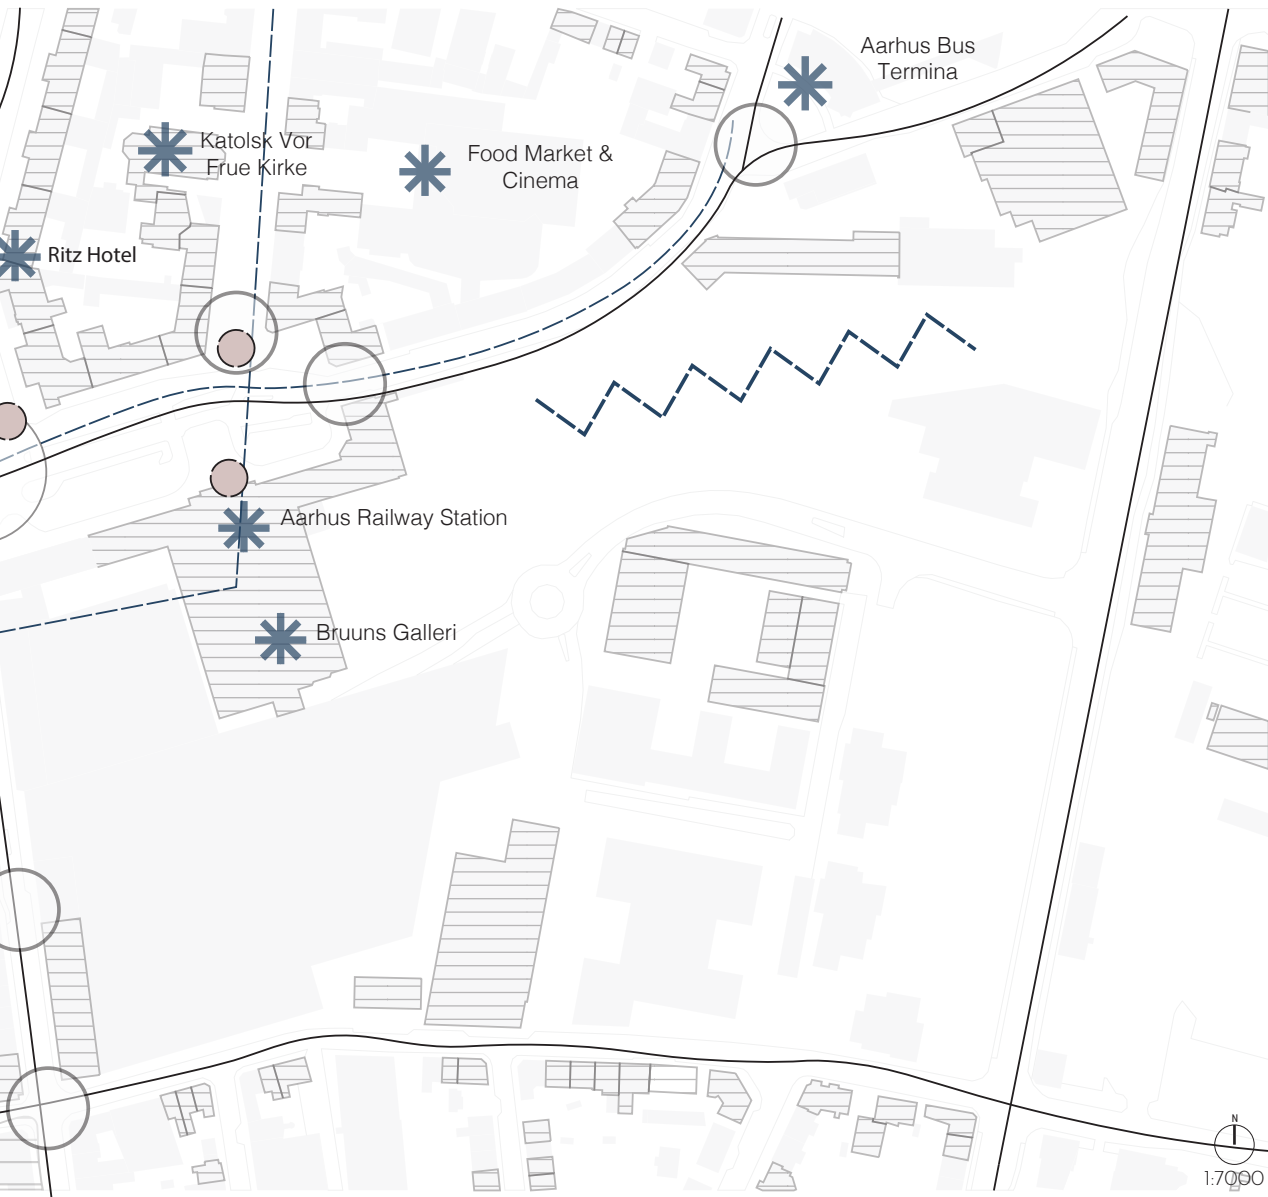 Aarhus Bus
Termina
Katolsk Vor
Frue Kirke
Food Market &
Cinema
Ritz Hotel
Aarhus Railway Station
Bruuns Galleri
N
1:7000